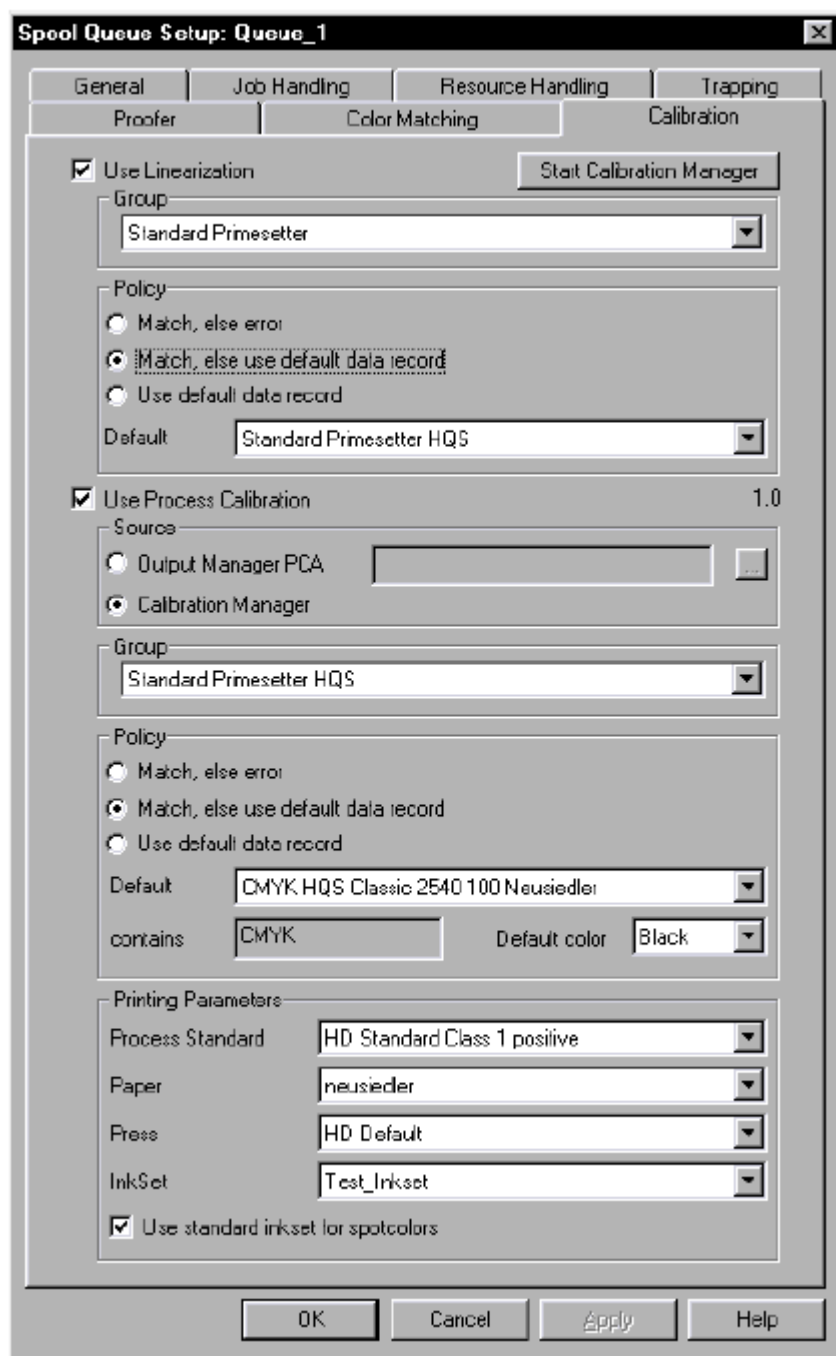 Spool Queue Setup: Queue_1
General Job Handling Resource Handling Trapping
Proofer Color Matching Calibration
Use Linearization Start Calibration Manager
Group
Standard Primesetter
Policy
Match, else error
Match, else use default data record
Use default data record
Default Standard Primesetter HQS
Use Process Calibration 1.0
Source
Output Manager PCA ...
Calibration Manager
Group
Standard Primesetter HQS
Policy
Match, else error
Match, else use default data record
Use default data record
Default CMYK HQS Classic 2540 100 Neusiedler
contains CMYK Default color Black
Printing Parameters
Process Standard HD Standard Class 1 positive
Paper neusiedler
Press HD Default
InkSet Test_Inkset
Use standard inkset for spotcolors
OK Cancel Apply Help